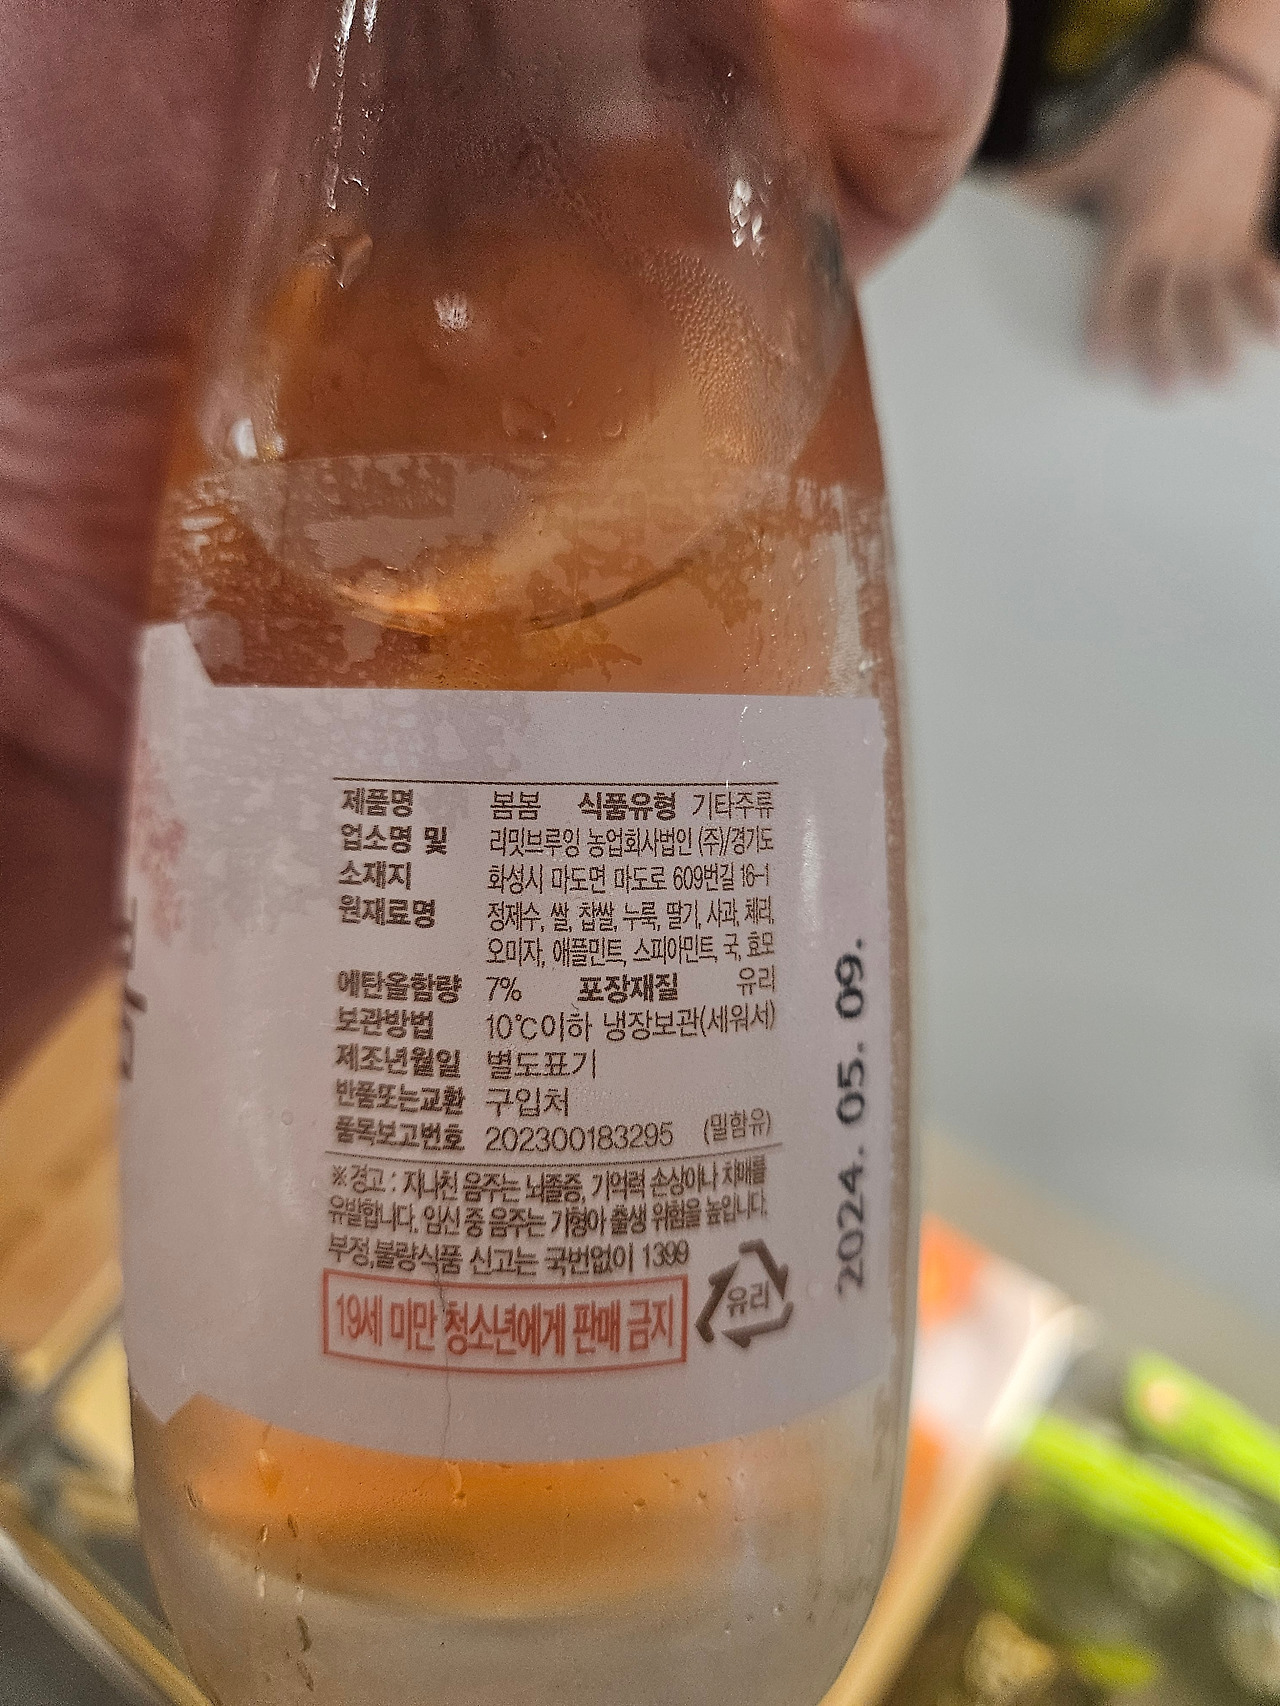 제품명 봄봄 식품유형 기타주류
업소명 및 리밋브루잉 농업회사법인 (주)/경기도
소재지 화성시 마도면 마도로 609번길 16-1
원재료명 정제수, 쌀, 찹쌀, 누룩, 딸기, 사과, 체리,
오미자, 애플민트, 스피아민트, 국, 효모
에탄올함량 7% 포장재질 유리
보관방법 10℃이하 냉장보관(세워서)
제조년월일 별도표기
반품또는교환 구입처
품목보고번호 202300183295 (밀함유)
※경고 : 지나친 음주는 뇌졸중, 기억력 손상이나 치매를
유발합니다. 임신 중 음주는 기형아 출생 위험을 높입니다.
부정,불량식품 신고는 국번없이 1399
19세 미만 청소년에게 판매 금지
유리
2024. 05. 09.